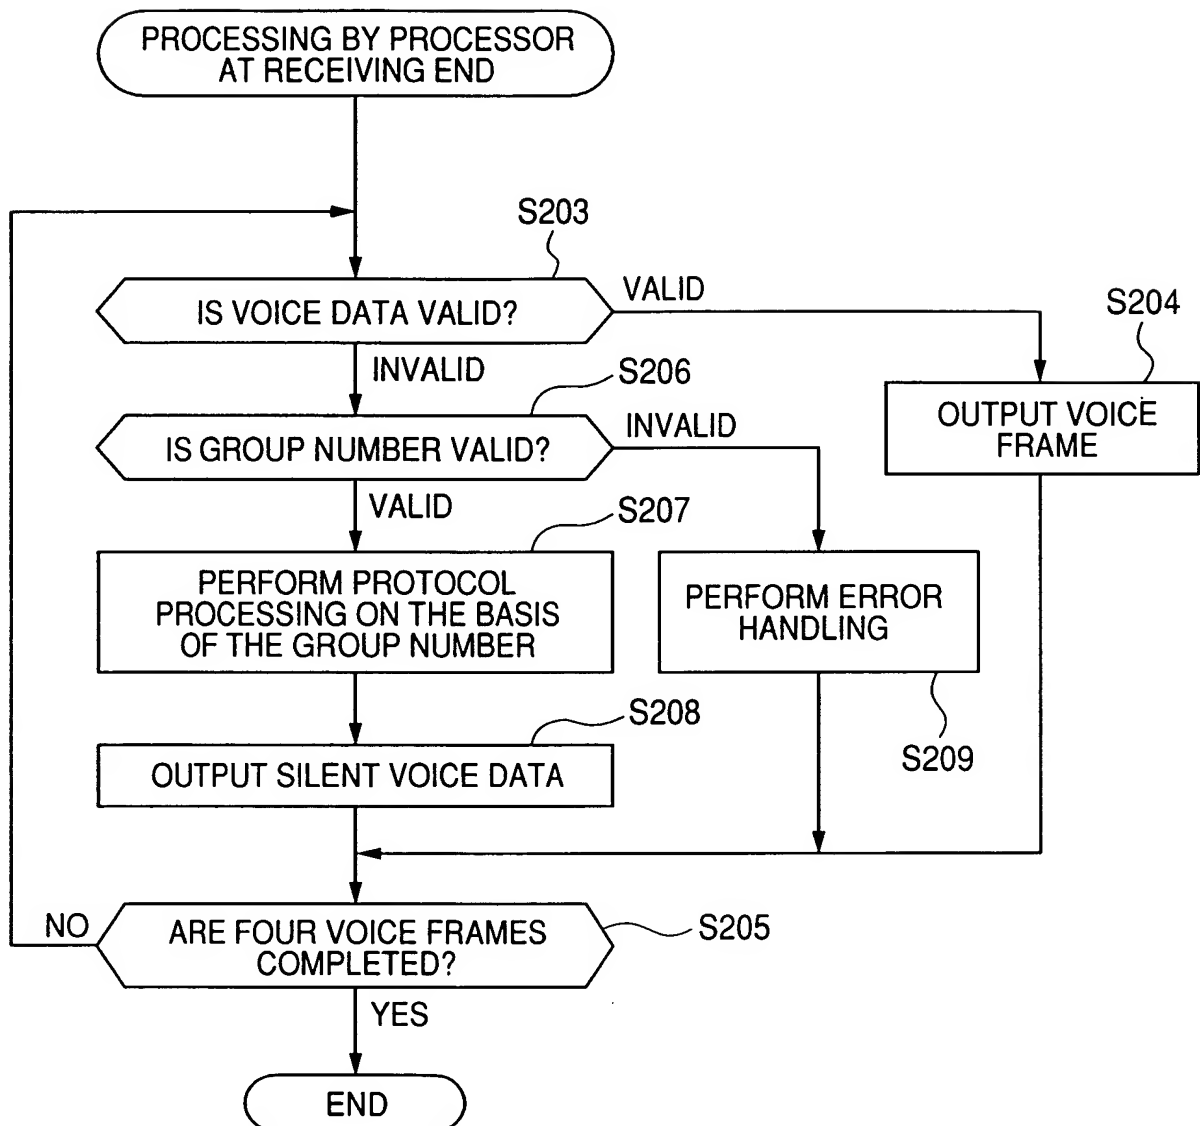 PROCESSING BY PROCESSOR
AT RECEIVING END
S203
IS VOICE DATA VALID?
VALID
S204
OUTPUT VOICE
FRAME
INVALID
S206
IS GROUP NUMBER VALID?
INVALID
VALID
S207
PERFORM PROTOCOL
PROCESSING ON THE BASIS
OF THE GROUP NUMBER
PERFORM ERROR
HANDLING
S209
S208
OUTPUT SILENT VOICE DATA
NO
ARE FOUR VOICE FRAMES
COMPLETED?
S205
YES
END